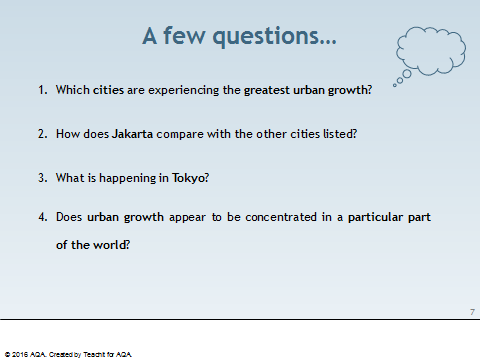 A few questions...
1. Which cities are experiencing the greatest urban growth?
2. How does Jakarta compare with the other cities listed?
3. What is happening in Tokyo?
4. Does urban growth appear to be concentrated in a particular part
of the world?
7
© 2016 AQA. Created by Teachit for AQA.